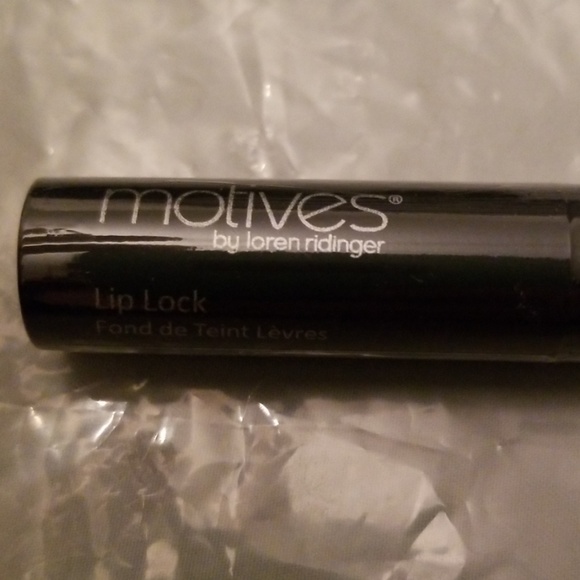 motives®
by loren ridinger
Lip Lock
Fond de Teint Lèvres